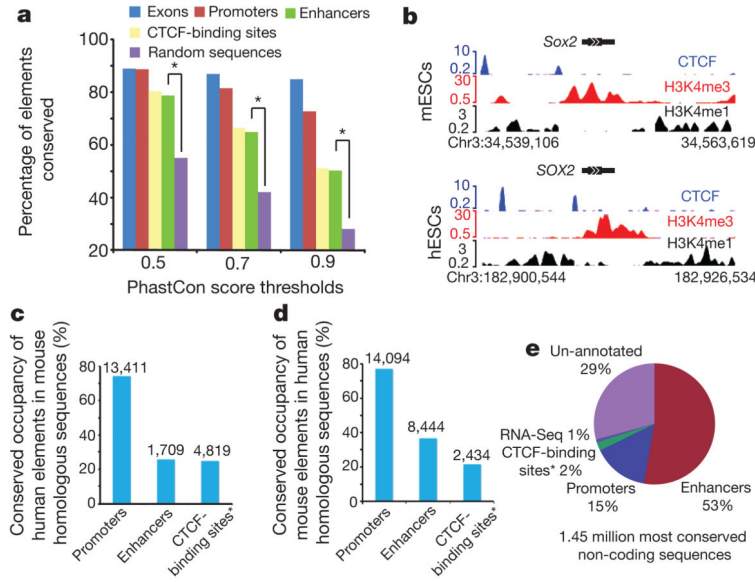 a
Exons Promoters Enhancers
CTCF-binding sites
Random sequences
Percentage of elements
conserved
100
80
60
40
20
* * *
0.5 0.7 0.9
PhastCon score thresholds
b
Sox2
mESCs
10
0.2
CTCF
30
0.5
H3K4me3
3
0.2
H3K4me1
Chr3:34,539,106 34,563,619
SOX2
hESCs
10
0.2
CTCF
30
0.5
H3K4me3
3
0.2
H3K4me1
Chr3:182,900,544 182,926,534
c
Conserved occupancy of
human elements in mouse
homologous sequences (%)
80
60
40
20
0
13,411
1,709
4,819
Promoters
Enhancers
CTCF-
binding sites*
d
Conserved occupancy of
mouse elements in human
homologous sequences (%)
80
60
40
20
0
14,094
8,444
2,434
Promoters
Enhancers
CTCF-
binding sites*
e
Un-annotated
29%
RNA-Seq 1%
CTCF-binding
sites* 2%
Promoters
15%
Enhancers
53%
1.45 million most conserved
non-coding sequences